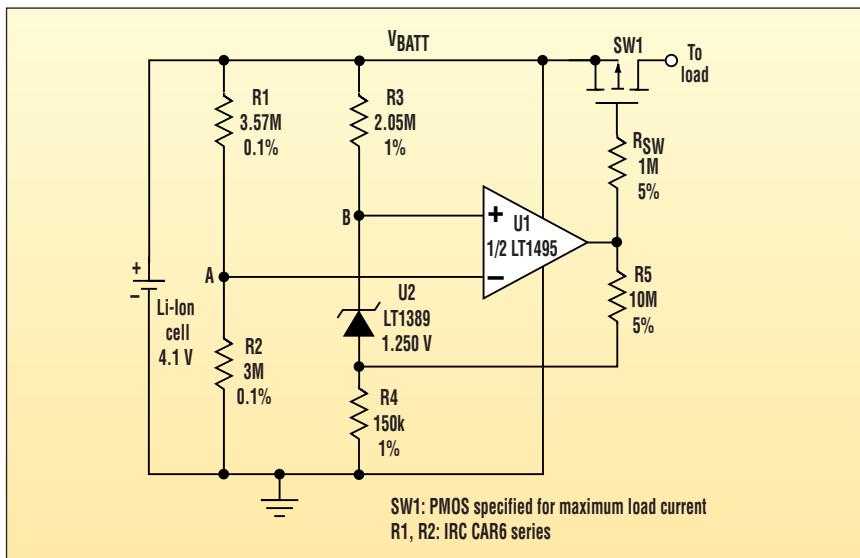 VBATT
SW1
To
load
R1
3.57M
0.1%
R3
2.05M
1%
RSW
1M
5%
B
+
U1
1/2 LT1495
−
A
+
−
Li-Ion
cell
4.1 V
U2
LT1389
1.250 V
R5
10M
5%
R2
3M
0.1%
R4
150k
1%
SW1: PMOS specified for maximum load current
R1, R2: IRC CAR6 series